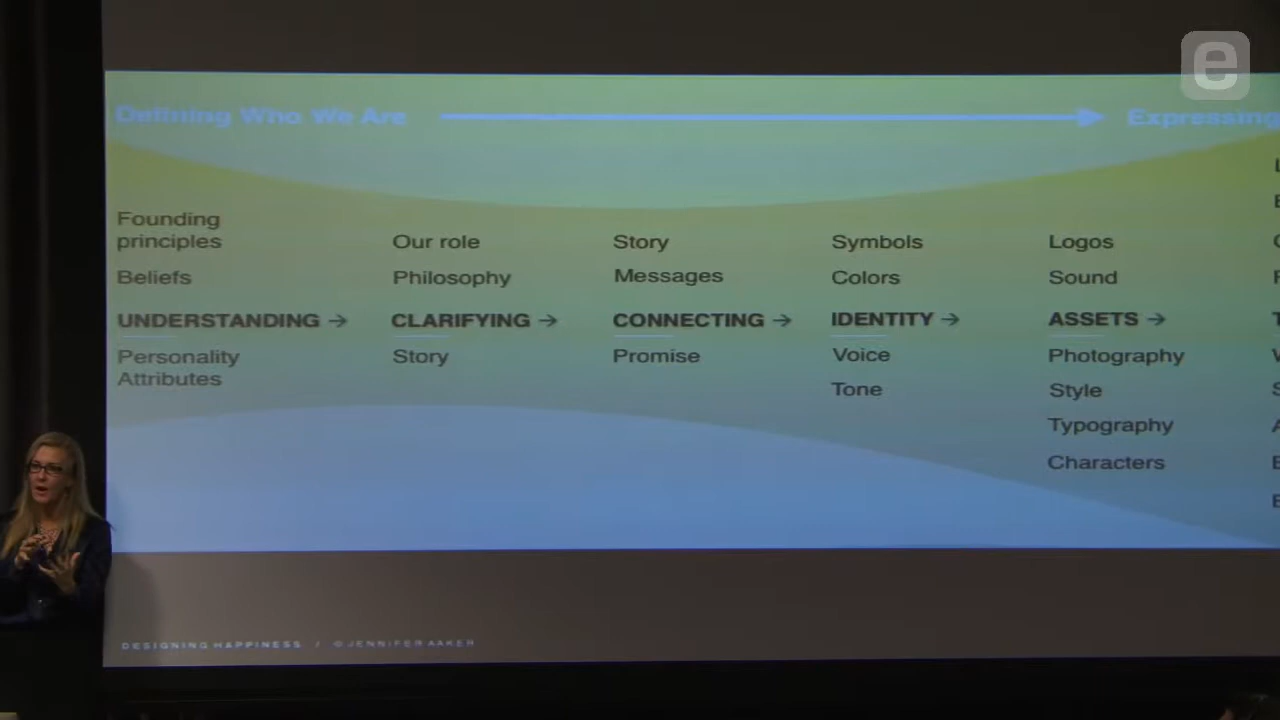 e
Defining Who We Are
Expressing
Founding
principles
Our role
Story
Symbols
Logos
Beliefs
Philosophy
Messages
Colors
Sound
UNDERSTANDING →
CLARIFYING →
CONNECTING →
IDENTITY →
ASSETS →
Personality
Attributes
Story
Promise
Voice
Photography
Tone
Style
Typography
Characters
DESIGNING HAPPINESS / © JENNIFER AAKER